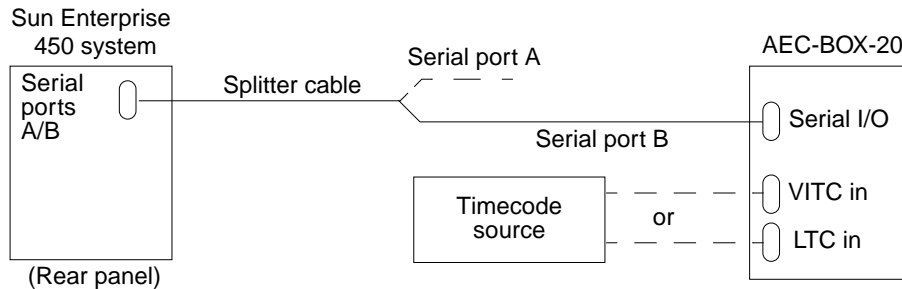 Sun Enterprise
450 system
Serial
ports
A/B
(Rear panel)
Splitter cable
Serial port A
Serial port B
Timecode
source
or
AEC-BOX-20
Serial I/O
VITC in
LTC in